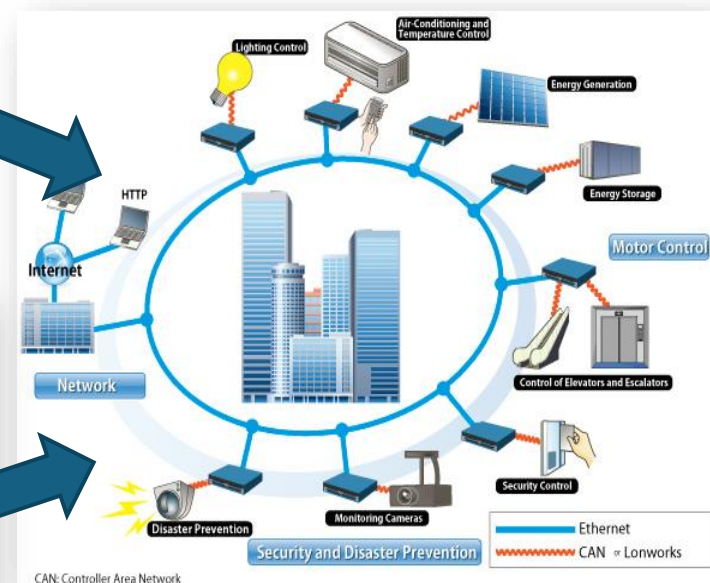 Air-Conditioning and
Temperature Control
Lighting Control
Energy Generation
HTTP
Energy Storage
Internet
Motor Control
Network
Control of Elevators and Escalators
Security Control
Disaster Prevention
Monitoring Cameras
Security and Disaster Prevention
Ethernet
CAN or Lonworks
CAN: Controller Area Network